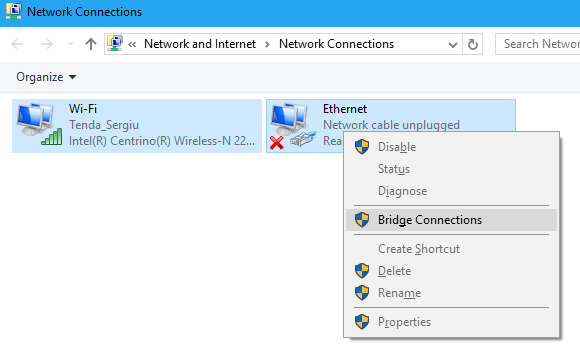 Network Connections
« Network and Internet > Network Connections
Search Netwo
Organize
Wi-Fi
Tenda_Sergiu
Intel(R) Centrino(R) Wireless-N 22...
Ethernet
Network cable unplugged
Rea
Disable
Status
Diagnose
Bridge Connections
Create Shortcut
Delete
Rename
Properties